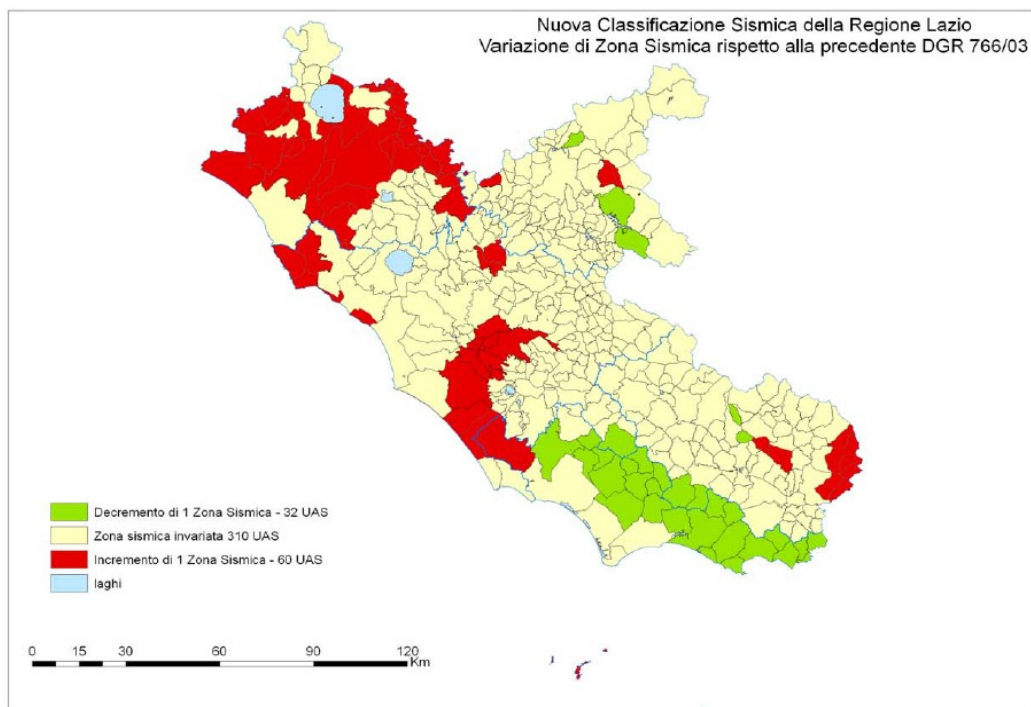 Nuova Classificazione Sismica della Regione Lazio
Variazione di Zona Sismica rispetto alla precedente DGR 766/03
Decremento di 1 Zona Sismica - 32 UAS
Zona sismica invariata 310 UAS
Incremento di 1 Zona Sismica - 60 UAS
laghi
0 15 30 60 90 120
Km